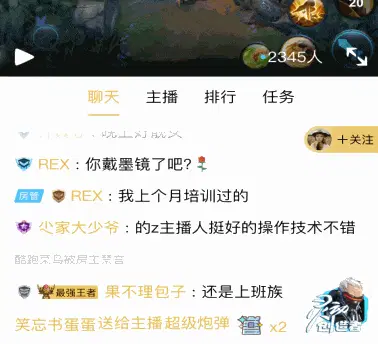 20
2345人
聊天 主播 排行 任务
晚上好靓女
＋关注
REX：你戴墨镜了吧?
房管 REX：我上个月培训过的
尐家大少爷：的z主播人挺好的操作技术不错
酷跑菜鸟被房主禁言
最强王者 果不理包子：还是上班族
笑忘书蛋蛋送给主播超级炮弹 x2